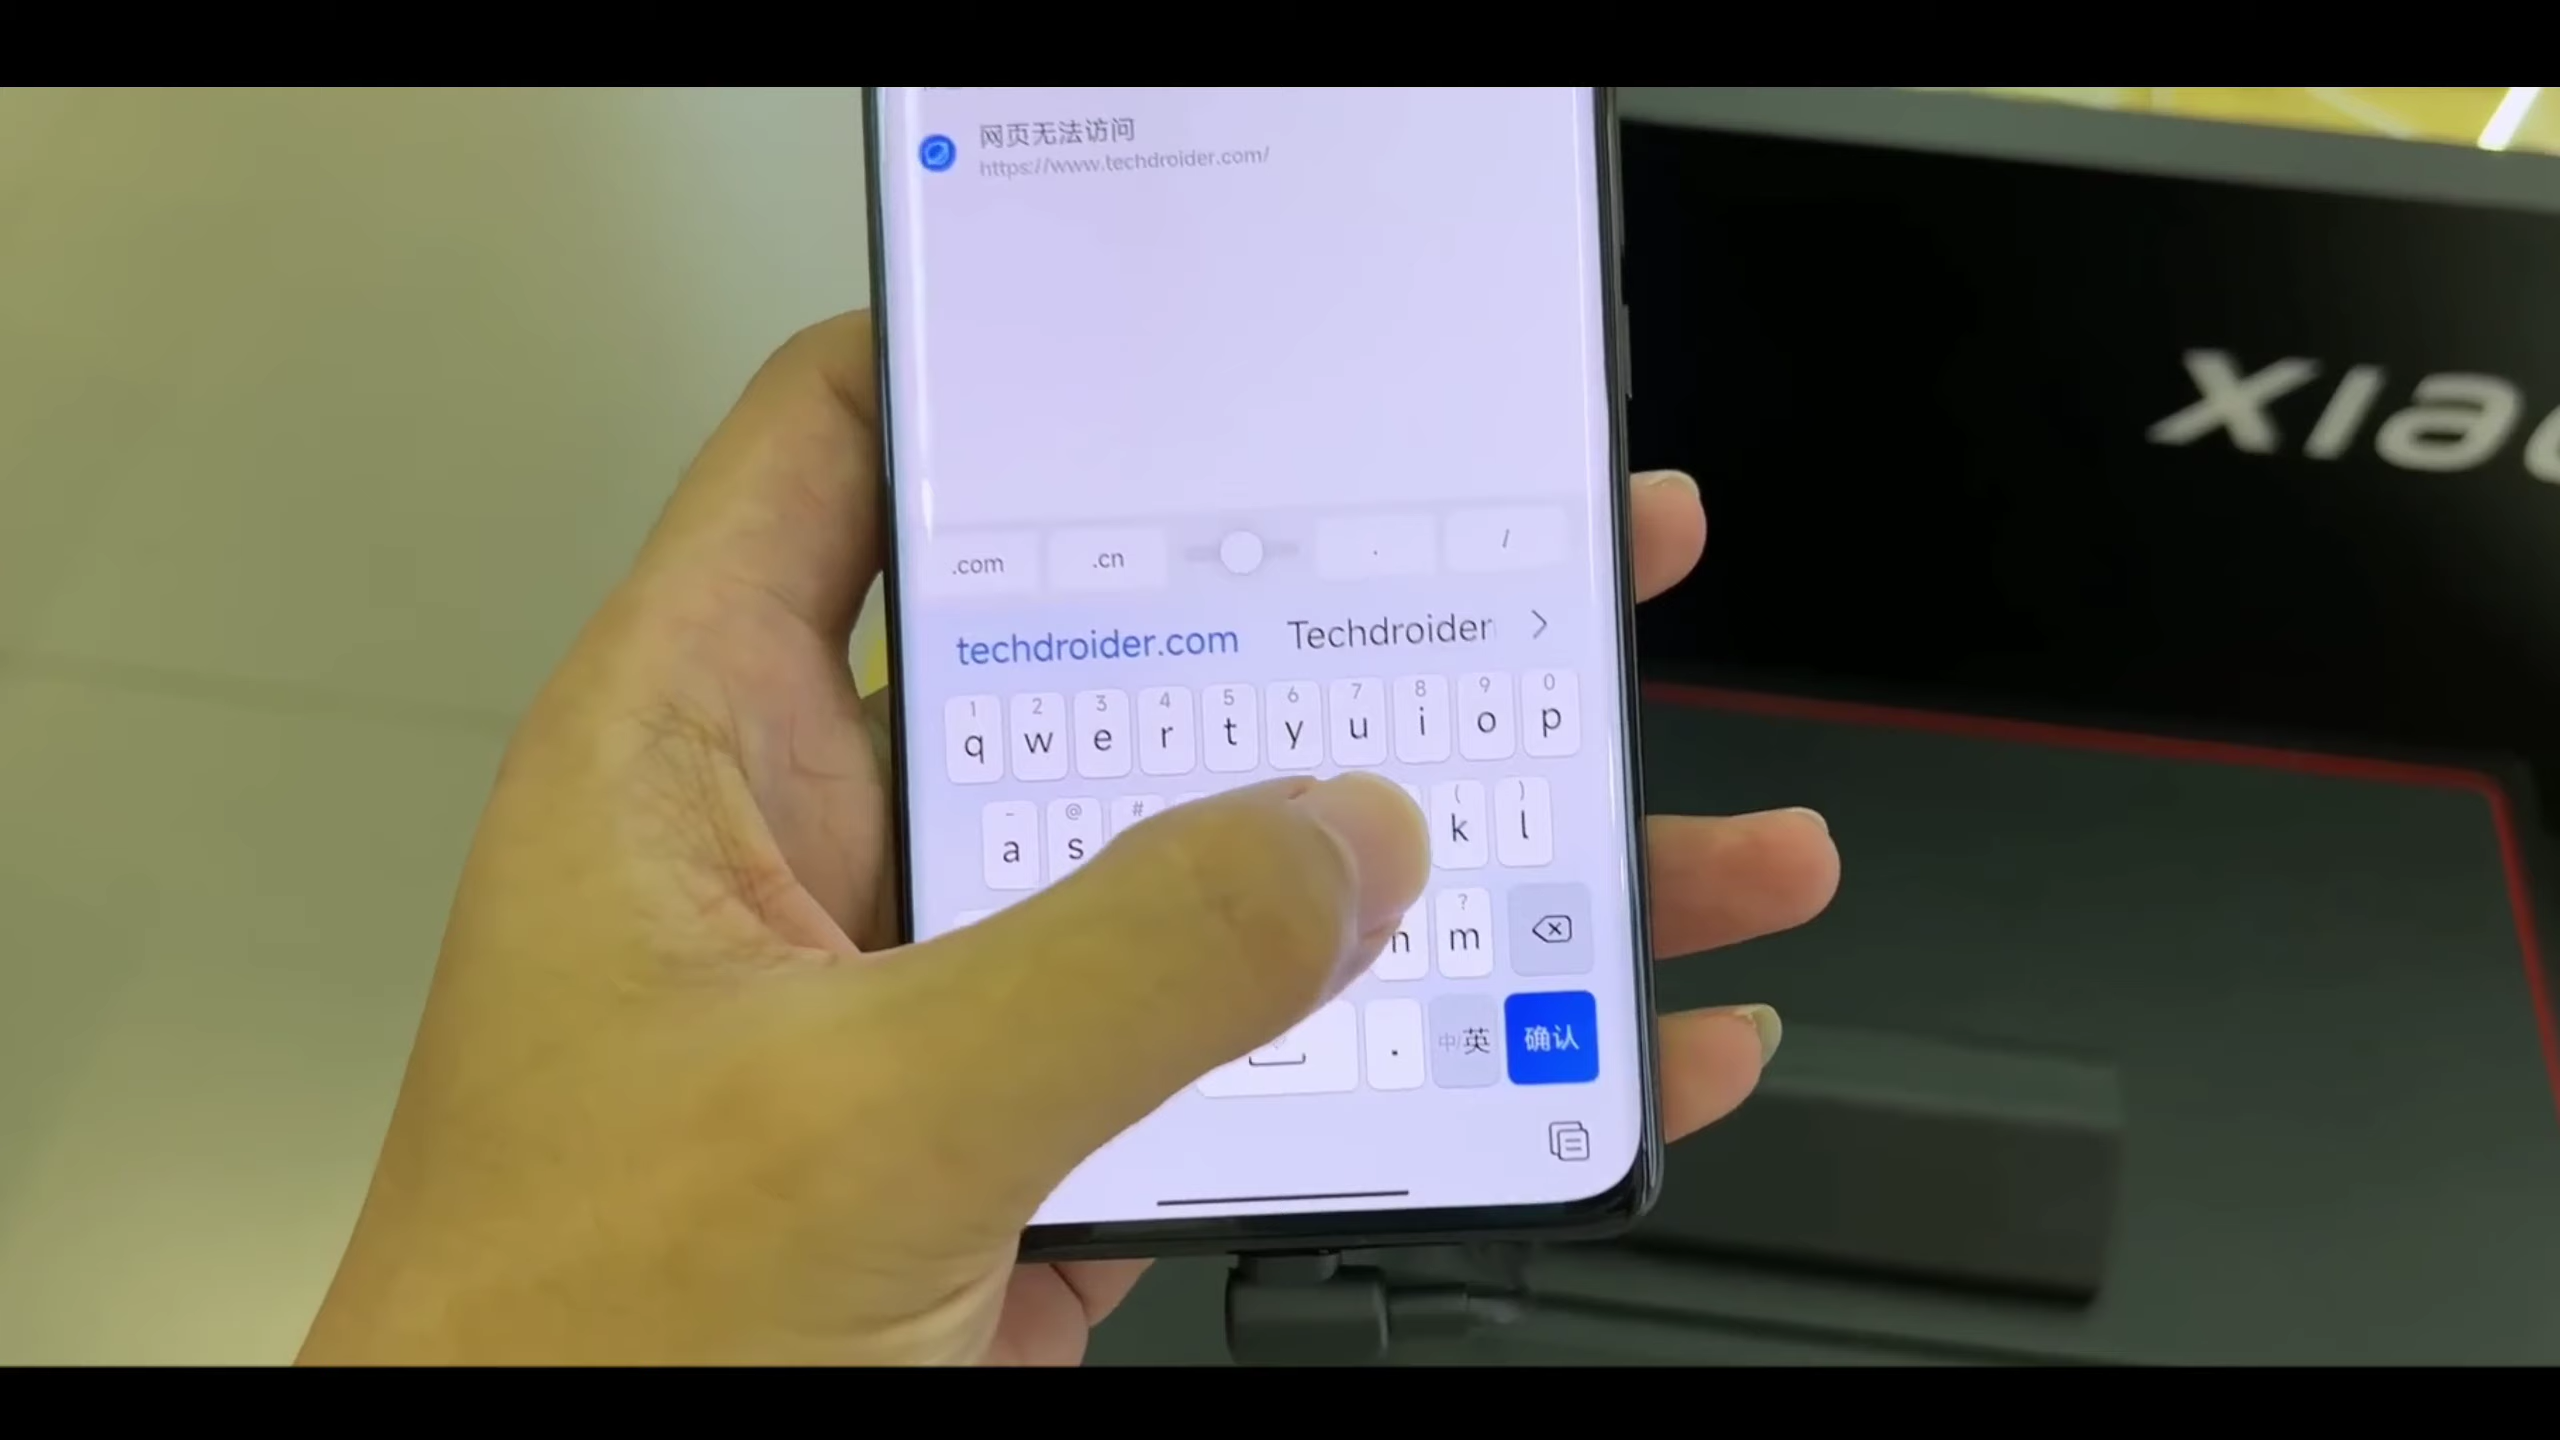 网页无法访问
https://www.techdroider.com/
.com .cn . /
techdroider.com Techdroider
1 2 3 4 5 6 7 8 9 0
q w e r t y u i o p
~ @ # ( )
a s k l
?
n m
. 中/英 确认